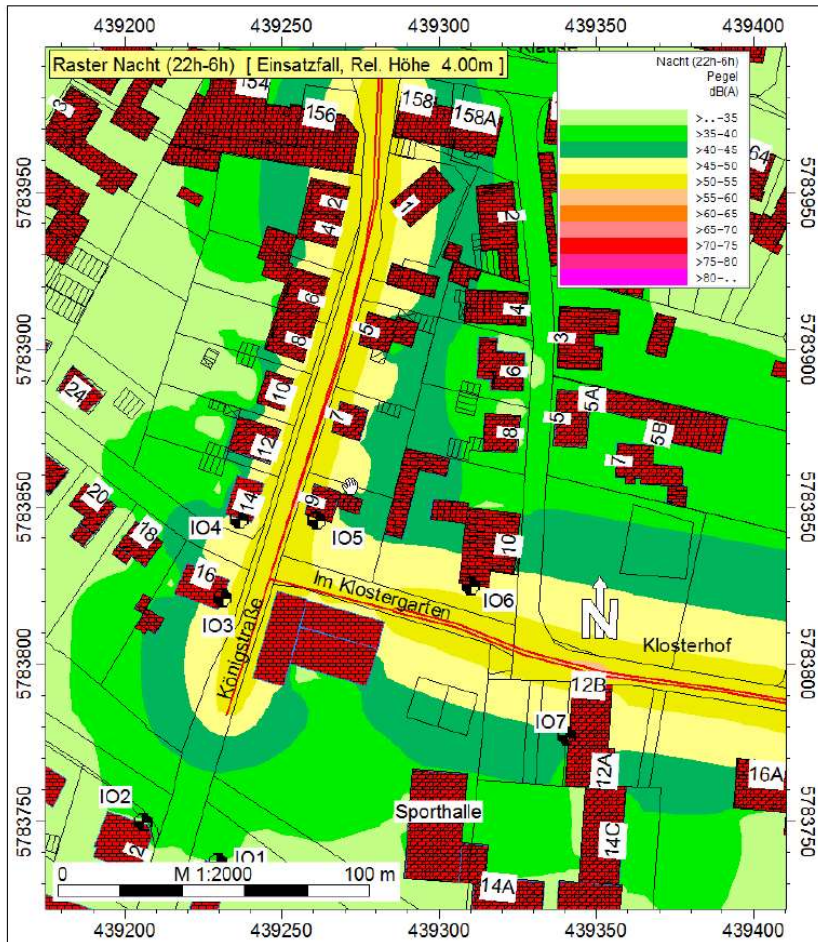 439200 439250 439300 439350 439400
Raster Nacht (22h-6h) [ Einsatzfall, Rel. Höhe 4.00m ]
Nacht (22h-6h)
Pegel
dB(A)
>..-35
>35-40
>40-45
>45-50
>50-55
>55-60
>60-65
>65-70
>70-75
>75-80
>80-..
3
154
156
158
158A
64
5783950
5783950
2
4
1
2
6
8
5
4
3
5783900
5783900
6
24
10
12
7
8
5
5A
5B
7
20
18
14
9
10
5783850
5783850
IO4
IO5
16
IO3
IO6
Im Klostergarten
N
Königstraße
Klosterhof
5783800
5783800
12B
IO7
12A
16A
IO2
2
Sporthalle
14C
5783750
5783750
IO1
0 M 1:2000 100 m
14A
439200 439250 439300 439350 439400